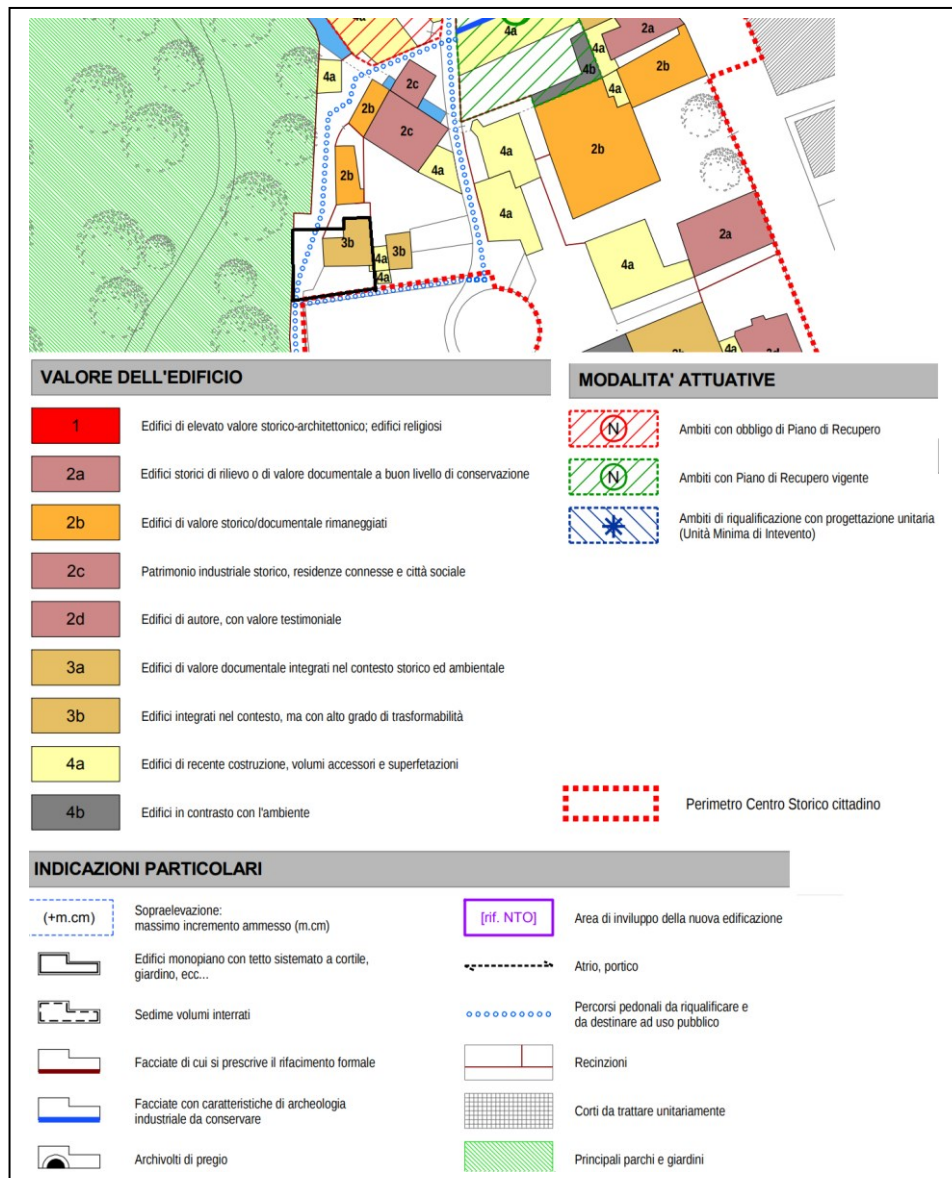 4a
4a
4b
4a
2a
2b
4a
4a
2c
2b
2c
2b
4a
4a
2b
4a
2a
3b
3b
4a
4a
4a
4a
VALORE DELL'EDIFICIO
1 Edifici di elevato valore storico-architettonico; edifici religiosi
2a Edifici storici di rilievo o di valore documentale a buon livello di conservazione
2b Edifici di valore storico/documentale rimaneggiati
2c Patrimonio industriale storico, residenze connesse e città sociale
2d Edifici di autore, con valore testimoniale
3a Edifici di valore documentale integrati nel contesto storico ed ambientale
3b Edifici integrati nel contesto, ma con alto grado di trasformabilità
4a Edifici di recente costruzione, volumi accessori e superfetazioni
4b Edifici in contrasto con l'ambiente
MODALITA' ATTUATIVE
N Ambiti con obbligo di Piano di Recupero
N Ambiti con Piano di Recupero vigente
Ambiti di riqualificazione con progettazione unitaria
(Unità Minima di Intevento)
Perimetro Centro Storico cittadino
INDICAZIONI PARTICOLARI
(+m.cm) Sopraelevazione:
massimo incremento ammesso (m.cm)
Edifici monopiano con tetto sistemato a cortile,
giardino, ecc...
Sedime volumi interrati
Facciate di cui si prescrive il rifacimento formale
Facciate con caratteristiche di archeologia
industriale da conservare
Archivolti di pregio
[rif. NTO] Area di inviluppo della nuova edificazione
Atrio, portico
Percorsi pedonali da riqualificare e
da destinare ad uso pubblico
Recinzioni
Corti da trattare unitariamente
Principali parchi e giardini